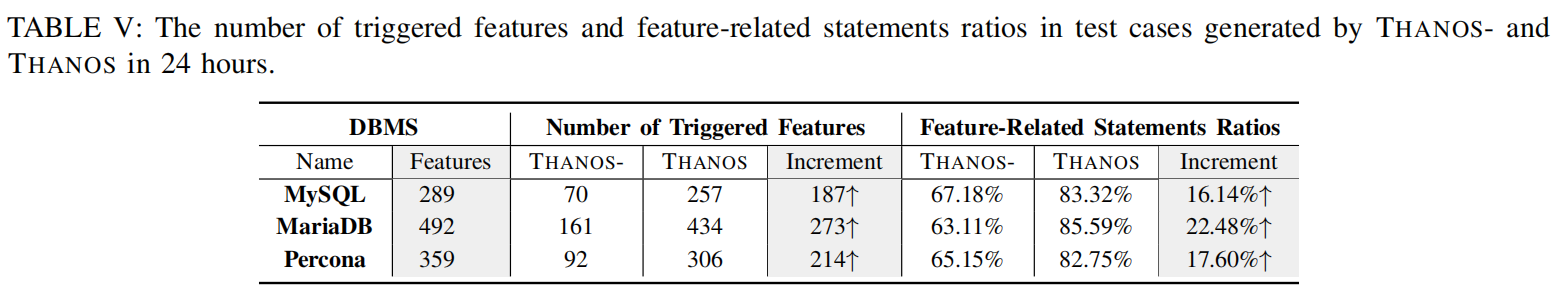 TABLE V: The number of triggered features and feature-related statements ratios in test cases generated by THANOS- and
THANOS in 24 hours.
DBMS Number of Triggered Features Feature-Related Statements Ratios
Name Features THANOS- THANOS Increment THANOS- THANOS Increment
MySQL 289 70 257 187↑ 67.18% 83.32% 16.14%↑
MariaDB 492 161 434 273↑ 63.11% 85.59% 22.48%↑
Percona 359 92 306 214↑ 65.15% 82.75% 17.60%↑